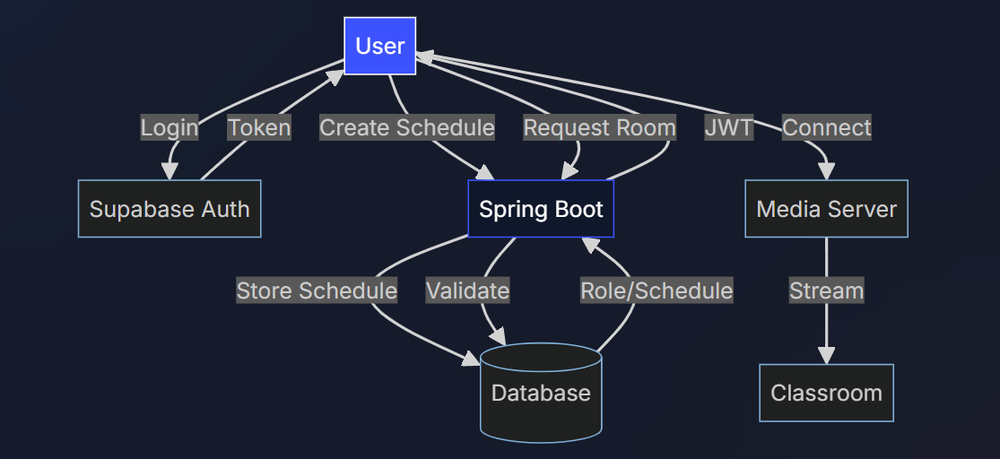 User
Login
Token
Create Schedule
Request Room
JWT
Connect
Supabase Auth
Spring Boot
Media Server
Store Schedule
Validate
Role/Schedule
Stream
Database
Classroom